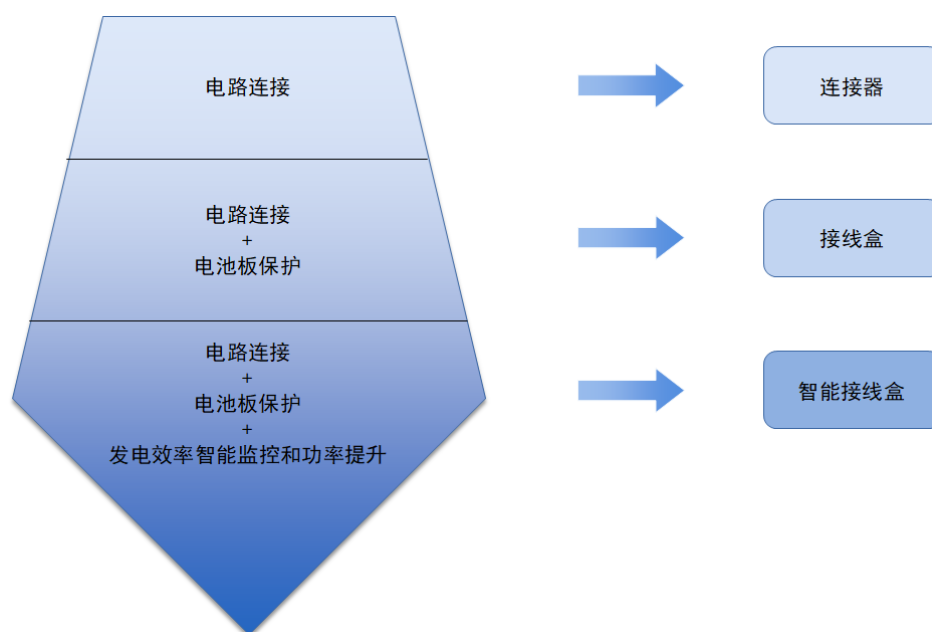 电路连接
连接器
电路连接
+
电池板保护
接线盒
电路连接
+
电池板保护
+
发电效率智能监控和功率提升
智能接线盒